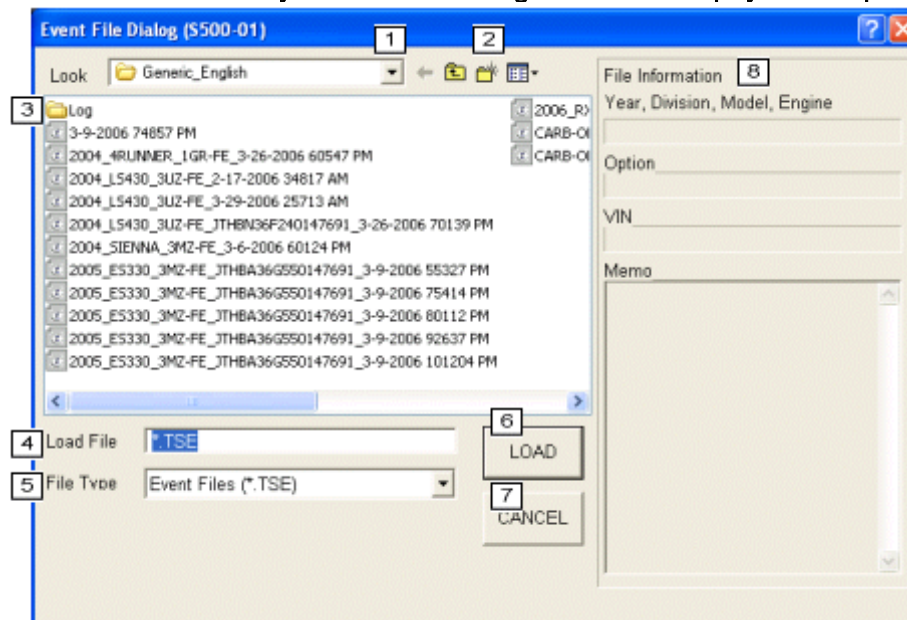 Event File Dialog (S500-01)
1
2
Look Generic_English
File Information 8
Year, Division, Model, Engine
3
Log
3-9-2006 74857 PM
2004_4RUNNER_1GR-FE_3-26-2006 60547 PM
2004_LS430_3UZ-FE_2-17-2006 34817 AM
2004_LS430_3UZ-FE_3-29-2006 25713 AM
2004_LS430_3UZ-FE_JTHBN36F240147691_3-26-2006 70139 PM
2004_SIENNA_3MZ-FE_3-6-2006 60124 PM
2005_ES330_3MZ-FE_JTHBA36G550147691_3-9-2006 55327 PM
2005_ES330_3MZ-FE_JTHBA36G550147691_3-9-2006 75414 PM
2005_ES330_3MZ-FE_JTHBA36G550147691_3-9-2006 80112 PM
2005_ES330_3MZ-FE_JTHBA36G550147691_3-9-2006 92637 PM
2005_ES330_3MZ-FE_JTHBA36G550147691_3-9-2006 101204 PM
2006_RX
CARB-OB
CARB-OB
Option
VIN
Memo
4 Load File *.TSE
6
LOAD
5 File Type Event Files (*.TSE)
7
CANCEL